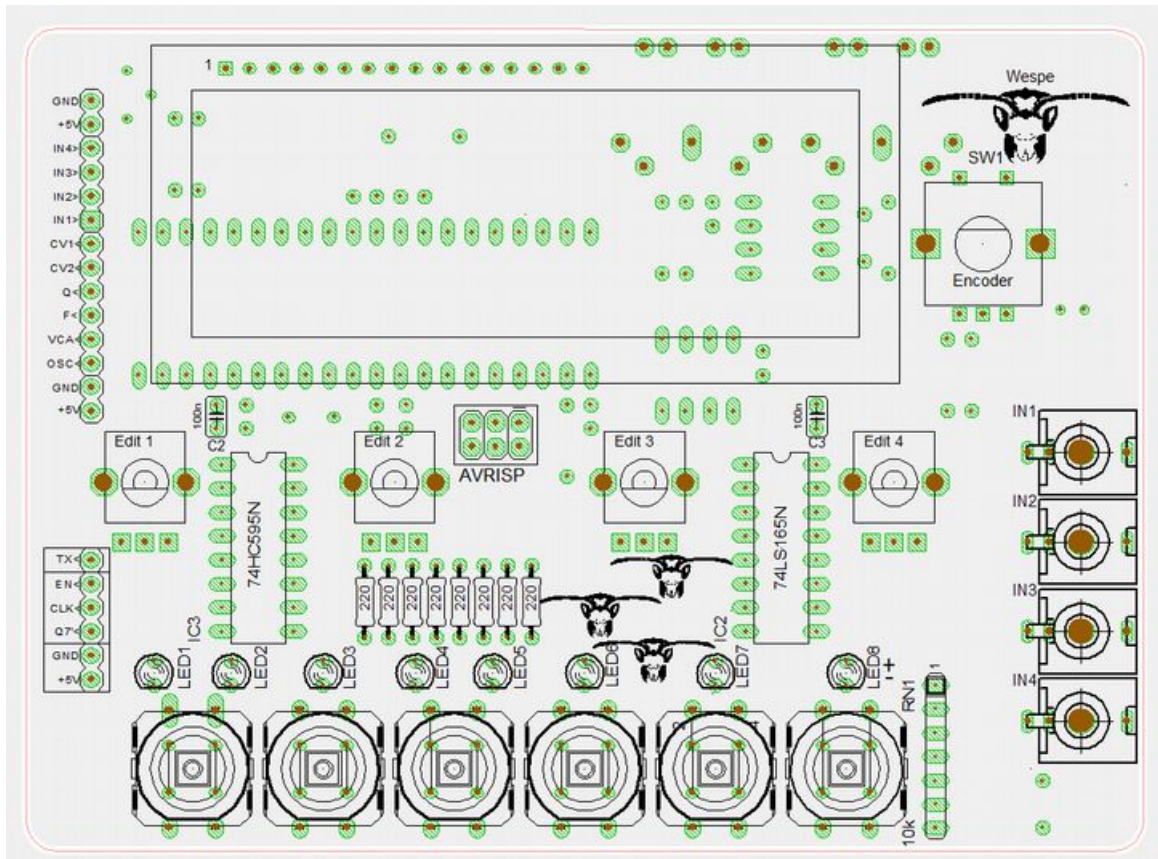 1
Wespe
SW1
Encoder
GND
+5V
IN4>
IN3>
IN2>
IN1>
CV1<
CV2<
Q<
F<
VCA<
OSC<
GND
+5V
100n
C2
100n
C3
Edit 1
Edit 2
AVRISP
Edit 3
Edit 4
IN1
IN2
IN3
IN4
74HC595N
IC3
74LS165N
IC2
TX<
EN<
CLK<
Q7'<
GND
+5V
220
220
220
220
220
220
220
220
LED1
LED2
LED3
LED4
LED5
LED6
LED7
LED8
- +
RN1
1
10k